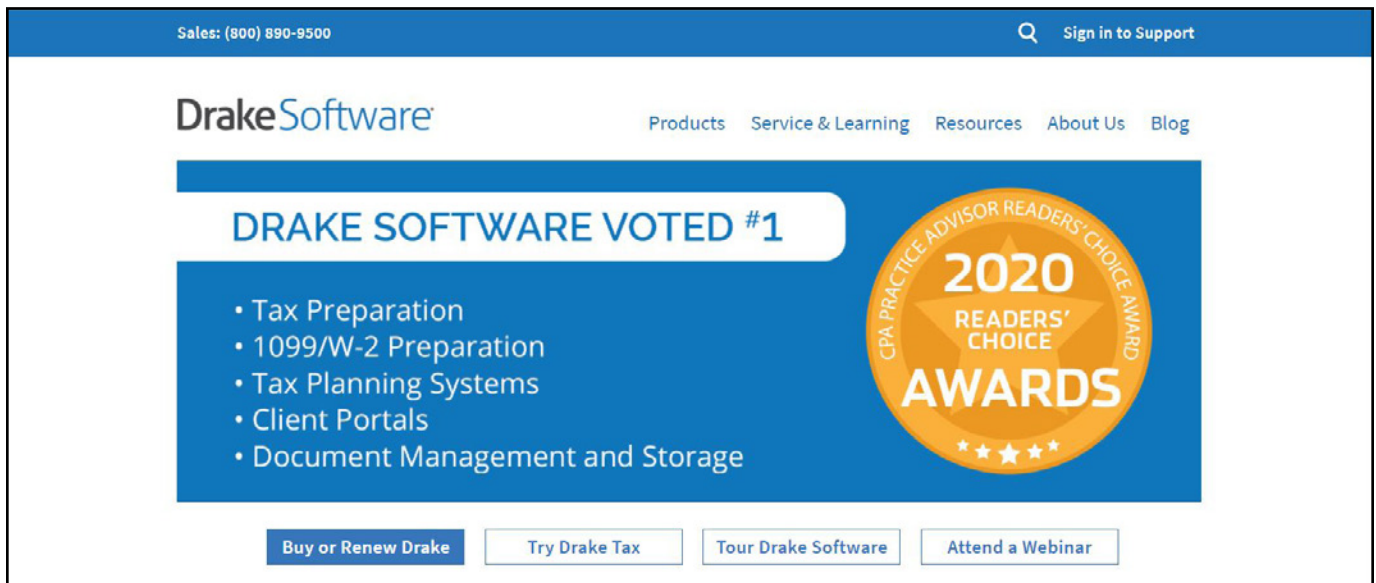 Sales: (800) 890-9500
Sign in to Support
DrakeSoftware
Products Service & Learning Resources About Us Blog
DRAKE SOFTWARE VOTED #1
• Tax Preparation
• 1099/W-2 Preparation
• Tax Planning Systems
• Client Portals
• Document Management and Storage
CPA PRACTICE ADVISOR READERS' CHOICE AWARD
2020
READERS'
CHOICE
AWARDS
Buy or Renew Drake
Try Drake Tax
Tour Drake Software
Attend a Webinar